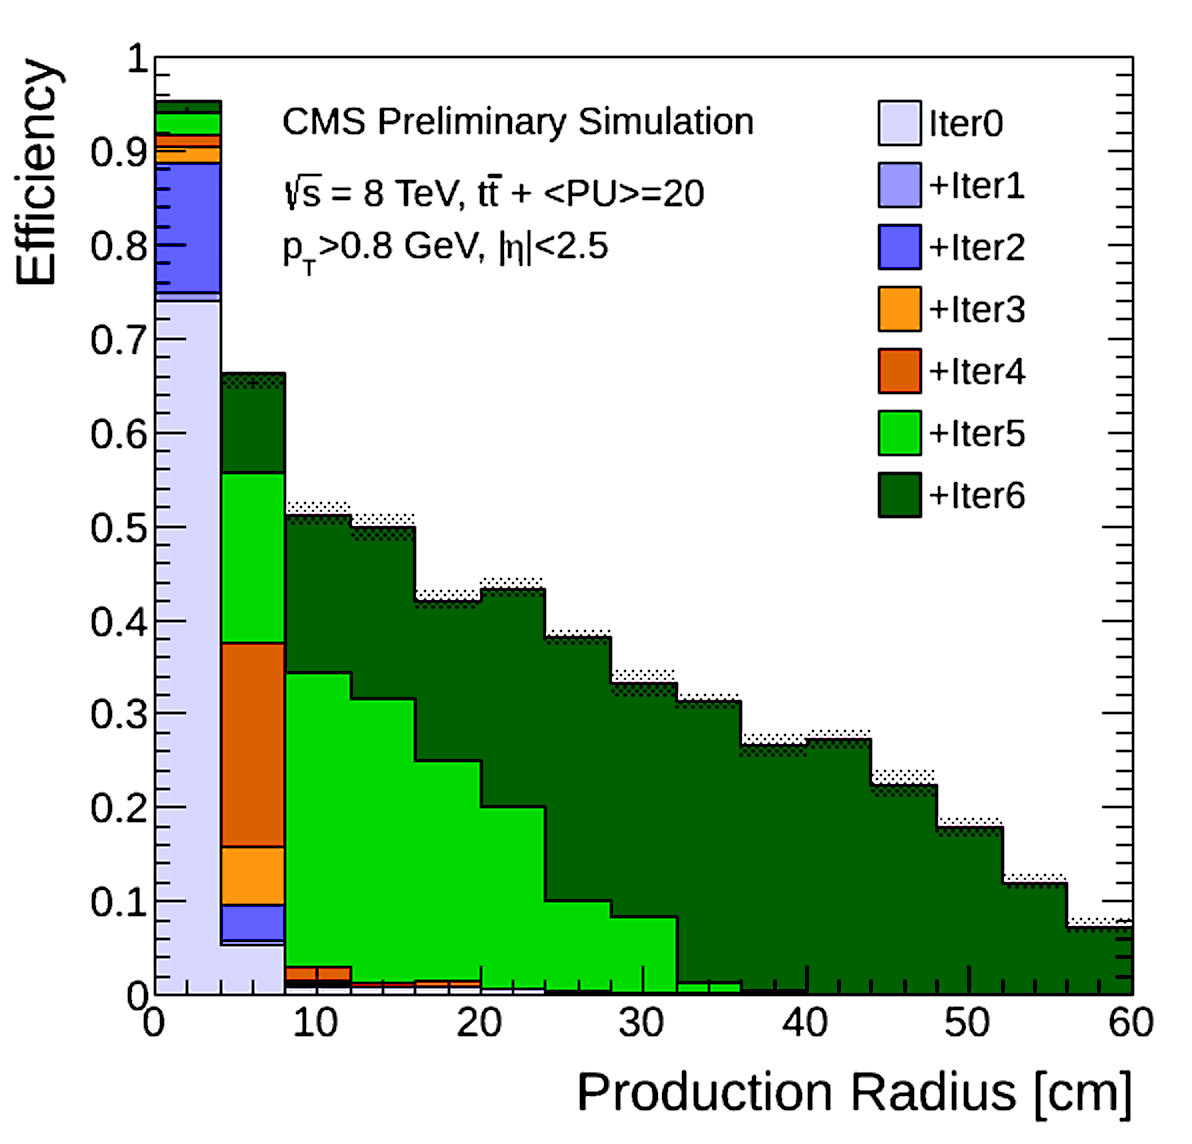 Efficiency
1
0.9
0.8
0.7
0.6
0.5
0.4
0.3
0.2
0.1
0
CMS Preliminary Simulation
√s = 8 TeV, tt̄ + <PU>=20
pT>0.8 GeV, |η|<2.5
Iter0
+Iter1
+Iter2
+Iter3
+Iter4
+Iter5
+Iter6
0 10 20 30 40 50 60
Production Radius [cm]